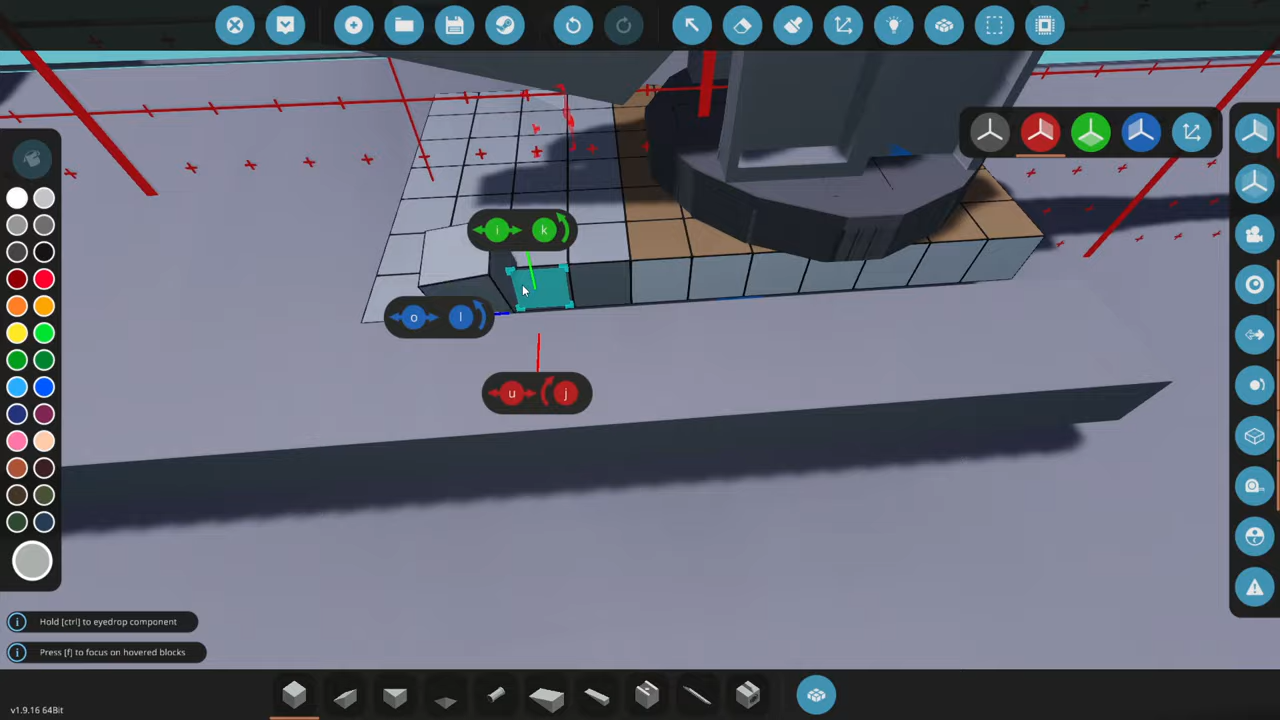 i k
o l
u j
Hold [ctrl] to eyedrop component
Press [f] to focus on hovered blocks
v1.9.16 64Bit